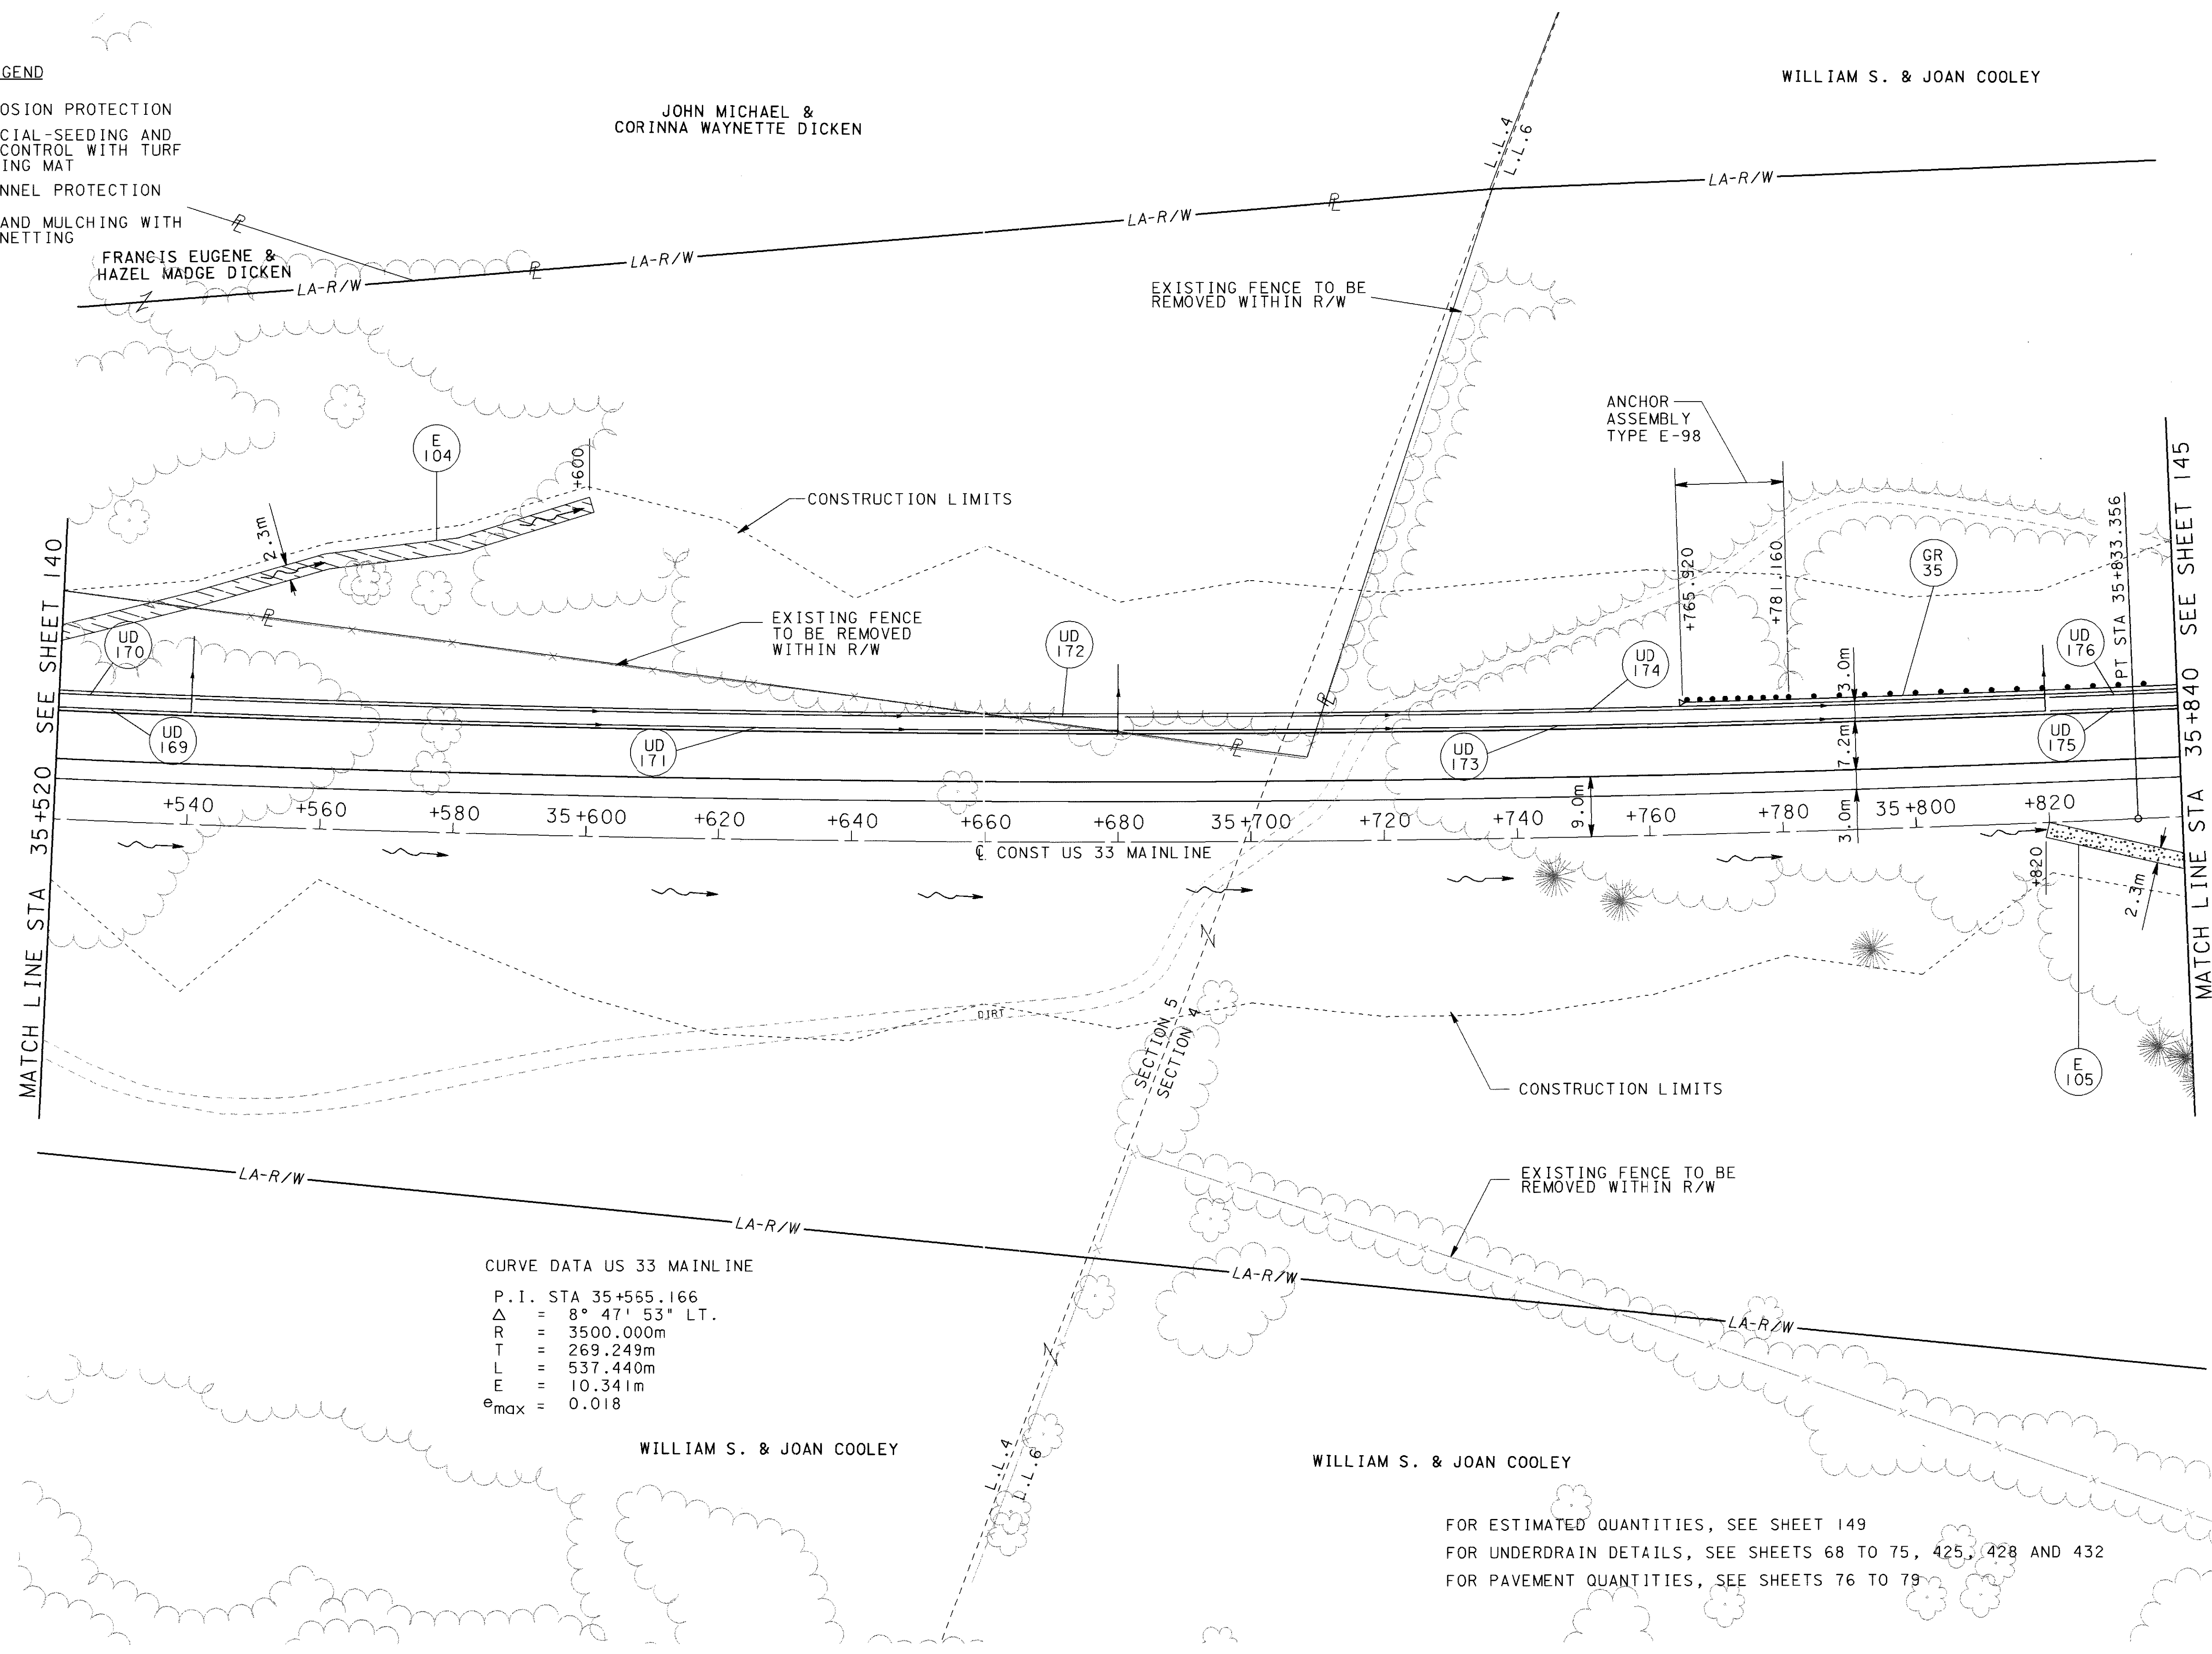 GEND
OSION PROTECTION
CIAL-SEEDING AND
CONTROL WITH TURF
ING MAT
NNEL PROTECTION
AND MULCHING WITH
NETTING
FRANCIS EUGENE &
HAZEL MADGE DICKEN
JOHN MICHAEL &
CORINNA WAYNETTE DICKEN
WILLIAM S. & JOAN COOLEY
L.L.4
L.L.6
LA-R/W
LA-R/W
LA-R/W
LA-R/W
PL
PL
PL
EXISTING FENCE TO BE
REMOVED WITHIN R/W
ANCHOR
ASSEMBLY
TYPE E-98
E
104
+600
2.3m
CONSTRUCTION LIMITS
EXISTING FENCE
TO BE REMOVED
WITHIN R/W
PL
PL
PL
UD
170
UD
169
UD
171
UD
172
UD
173
UD
174
UD
175
UD
176
GR
35
+765.920
+781.160
PT STA 35+833.356
3.0m
7.2m
3.0m
9.0m
MATCH LINE STA 35+520 SEE SHEET 140
MATCH LINE STA 35+840 SEE SHEET 145
+540
+560
+580
35+600
+620
+640
+660
+680
35+700
+720
+740
+760
+780
35+800
+820
CL CONST US 33 MAINLINE
+820
2.3m
E
105
DIRT
SECTION 5
SECTION 4
CONSTRUCTION LIMITS
EXISTING FENCE TO BE
REMOVED WITHIN R/W
LA-R/W
LA-R/W
LA-R/W
LA-R/W
CURVE DATA US 33 MAINLINE
P.I. STA 35+565.166
Δ = 8° 47' 53" LT.
R = 3500.000m
T = 269.249m
L = 537.440m
E = 10.341m
emax = 0.018
WILLIAM S. & JOAN COOLEY
L.L.4
L.L.6
WILLIAM S. & JOAN COOLEY
FOR ESTIMATED QUANTITIES, SEE SHEET 149
FOR UNDERDRAIN DETAILS, SEE SHEETS 68 TO 75, 425, 428 AND 432
FOR PAVEMENT QUANTITIES, SEE SHEETS 76 TO 79